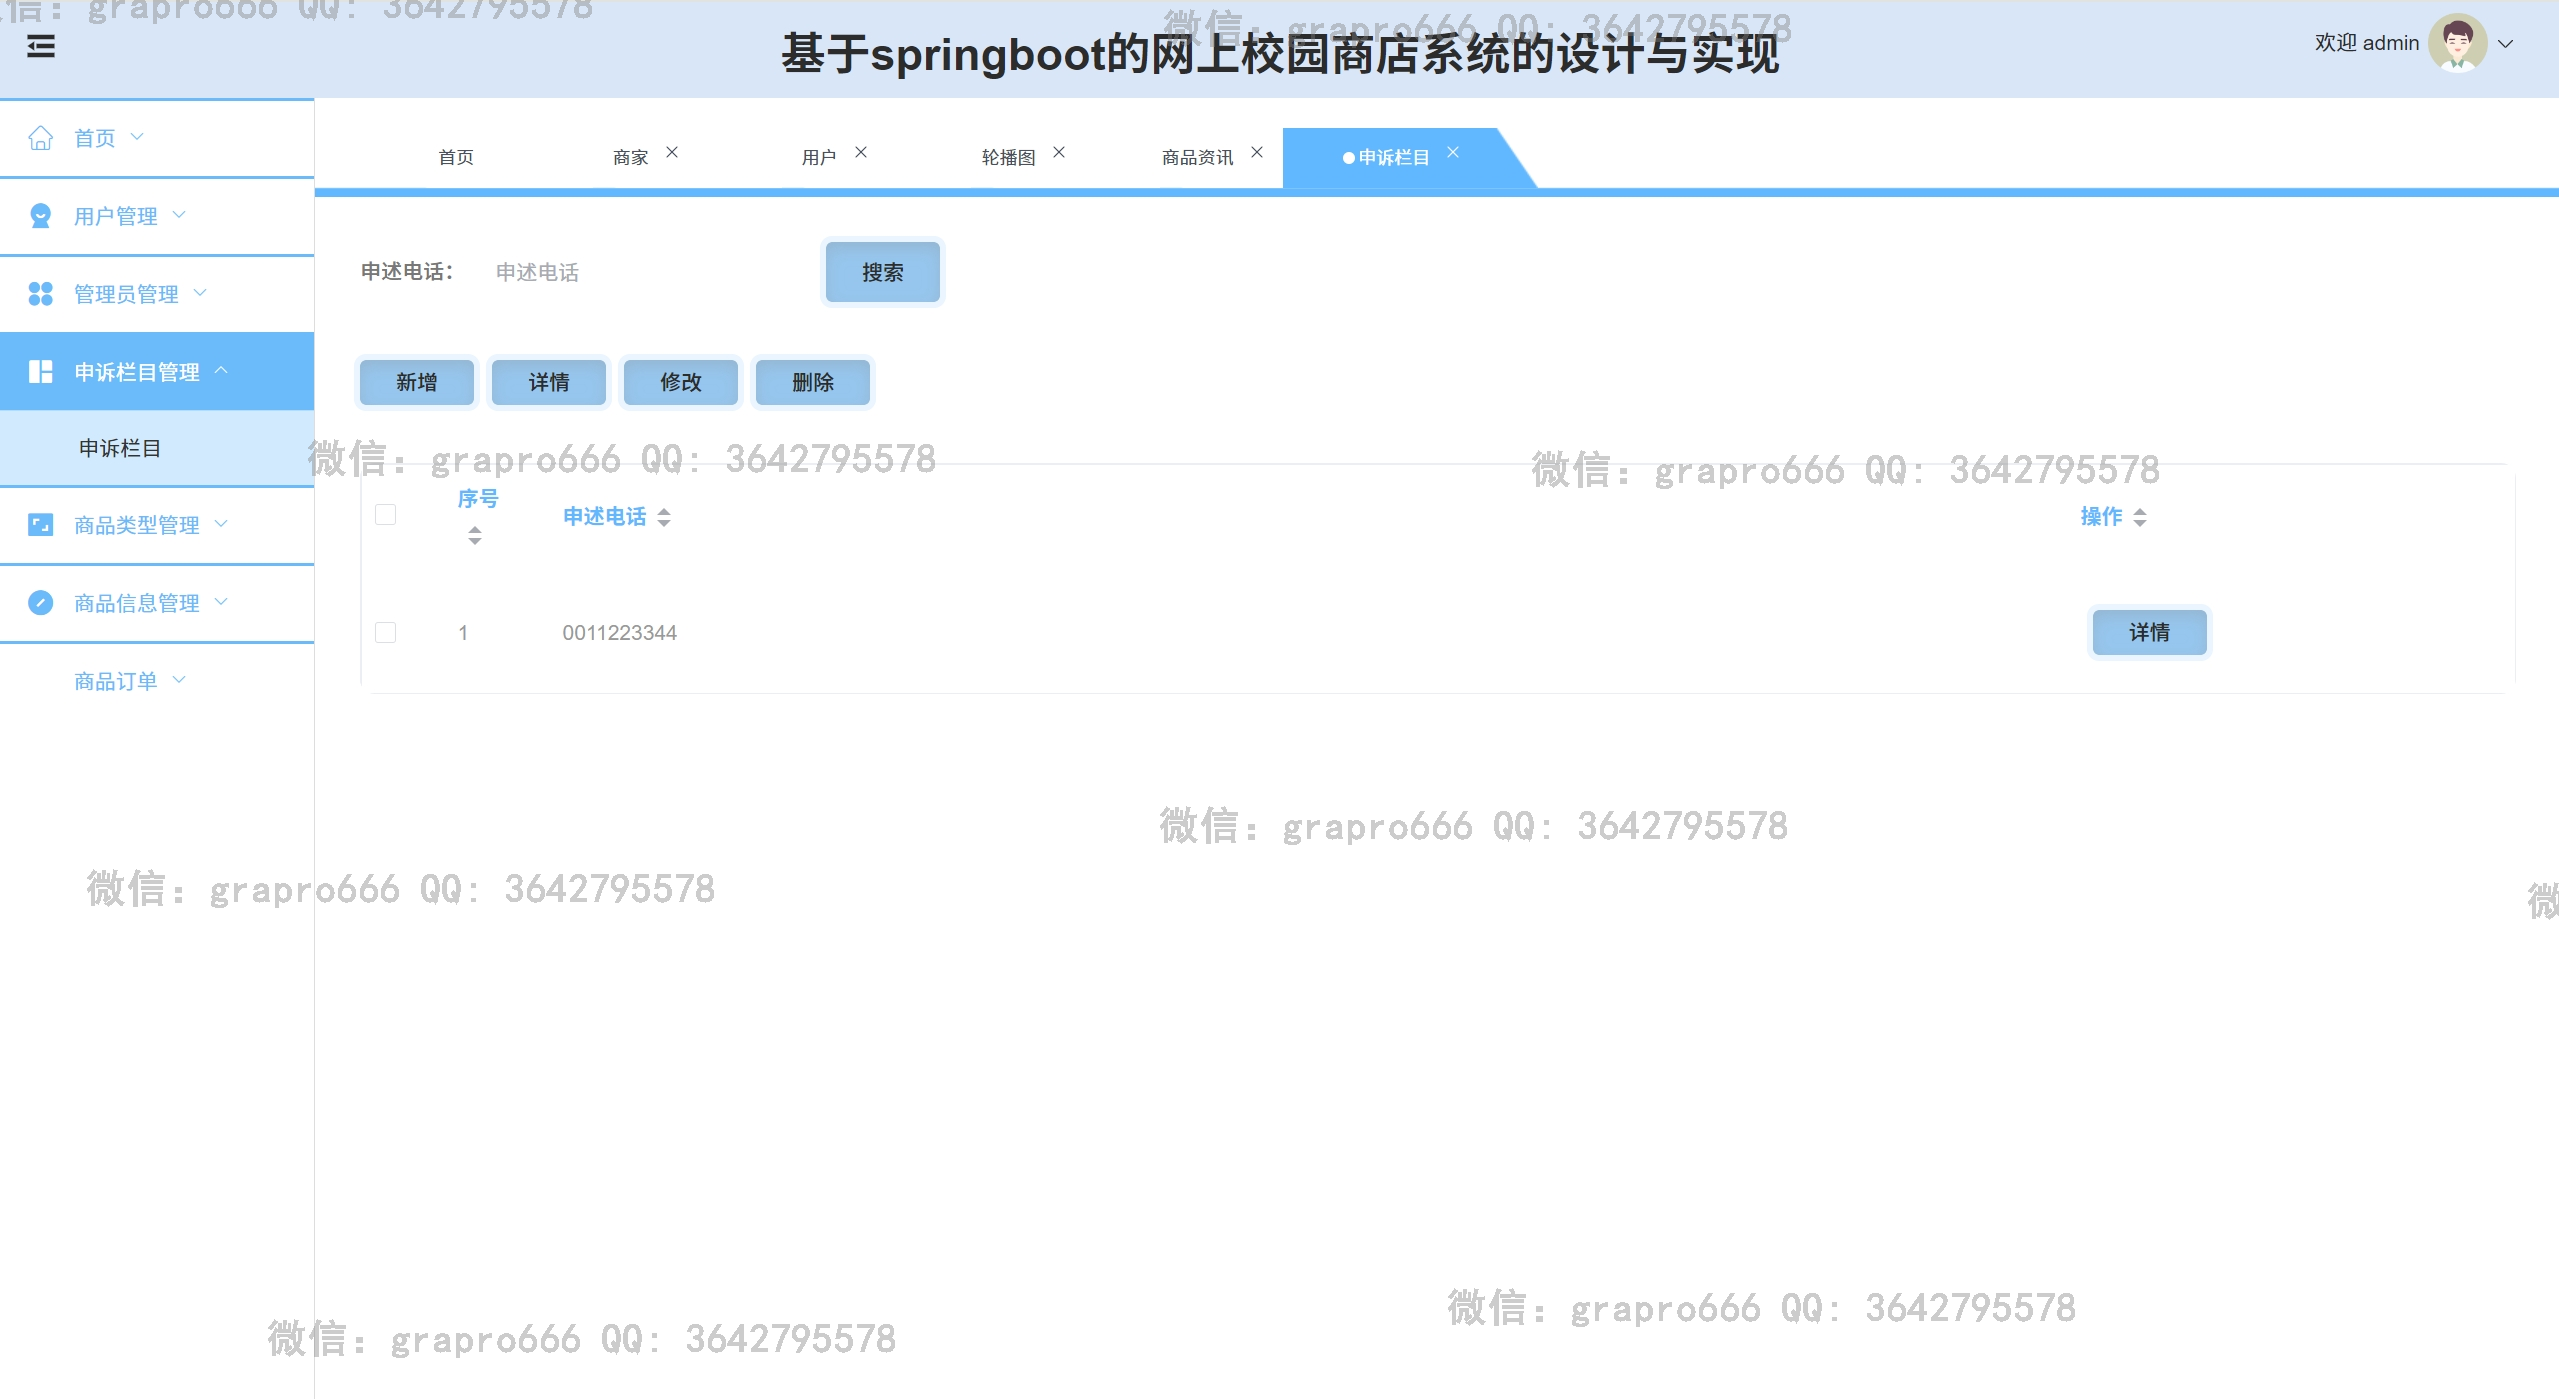 微信: grapro666 QQ: 3642795578
微信: grapro666 QQ: 3642795578
基于springboot的网上校园商店系统的设计与实现
欢迎 admin
首页
用户管理
管理员管理
申诉栏目管理
申诉栏目
商品类型管理
商品信息管理
商品订单
首页
商家
用户
轮播图
商品资讯
申诉栏目
申述电话: 申述电话 搜索
新增 详情 修改 删除
微信: grapro666 QQ: 3642795578
微信: grapro666 QQ: 3642795578
序号 申述电话 操作
1 0011223344 详情
微信: grapro666 QQ: 3642795578
微信: grapro666 QQ: 3642795578
微
微信: grapro666 QQ: 3642795578
微信: grapro666 QQ: 3642795578